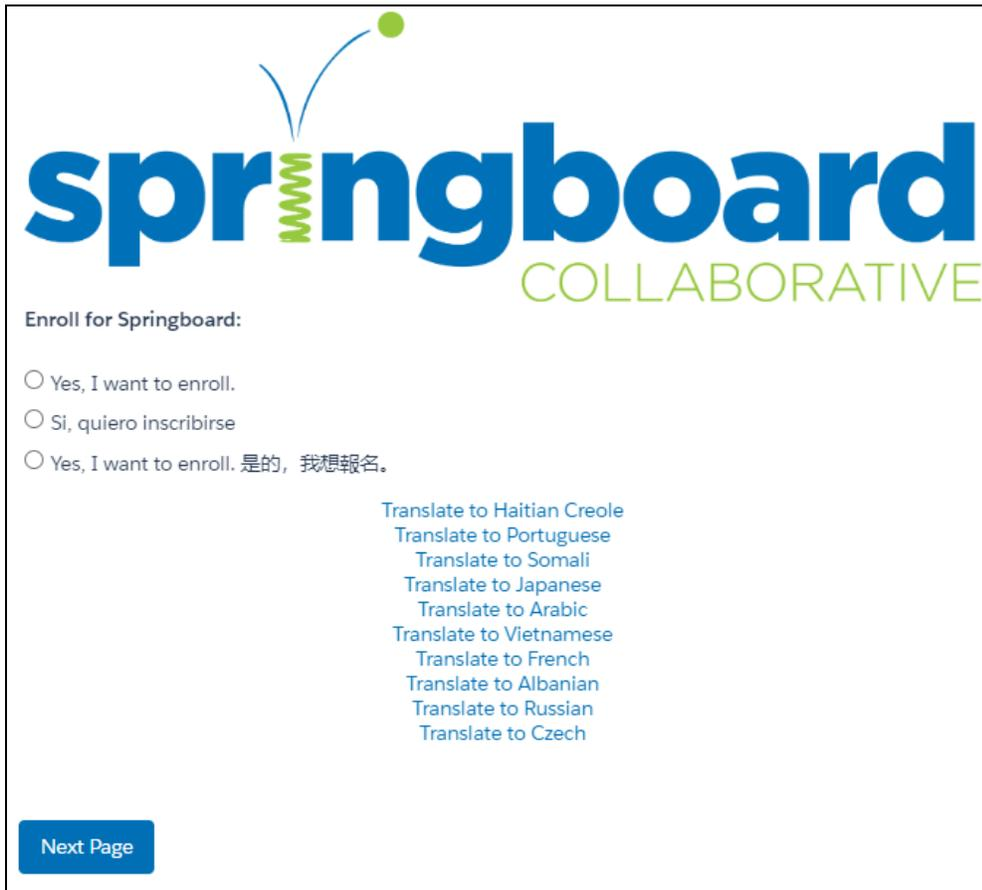 springboard
COLLABORATIVE
Enroll for Springboard:
Yes, I want to enroll.
Si, quiero inscribirse
Yes, I want to enroll. 是的，我想報名。
Translate to Haitian Creole
Translate to Portuguese
Translate to Somali
Translate to Japanese
Translate to Arabic
Translate to Vietnamese
Translate to French
Translate to Albanian
Translate to Russian
Translate to Czech
Next Page